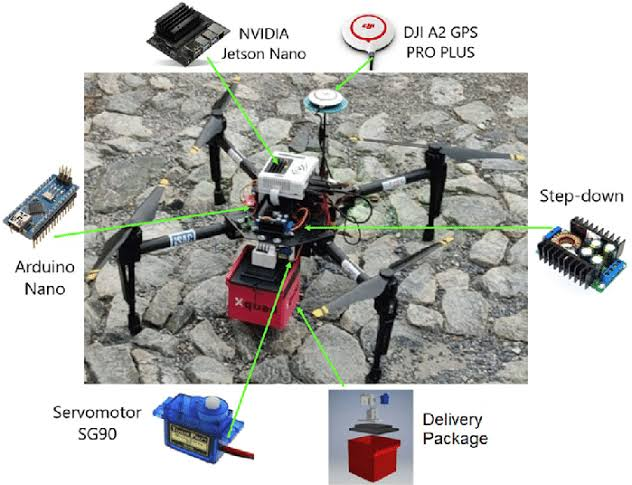 NVIDIA
Jetson Nano
DJI A2 GPS
PRO PLUS
Arduino
Nano
Step-down
Servomotor
SG90
Delivery
Package